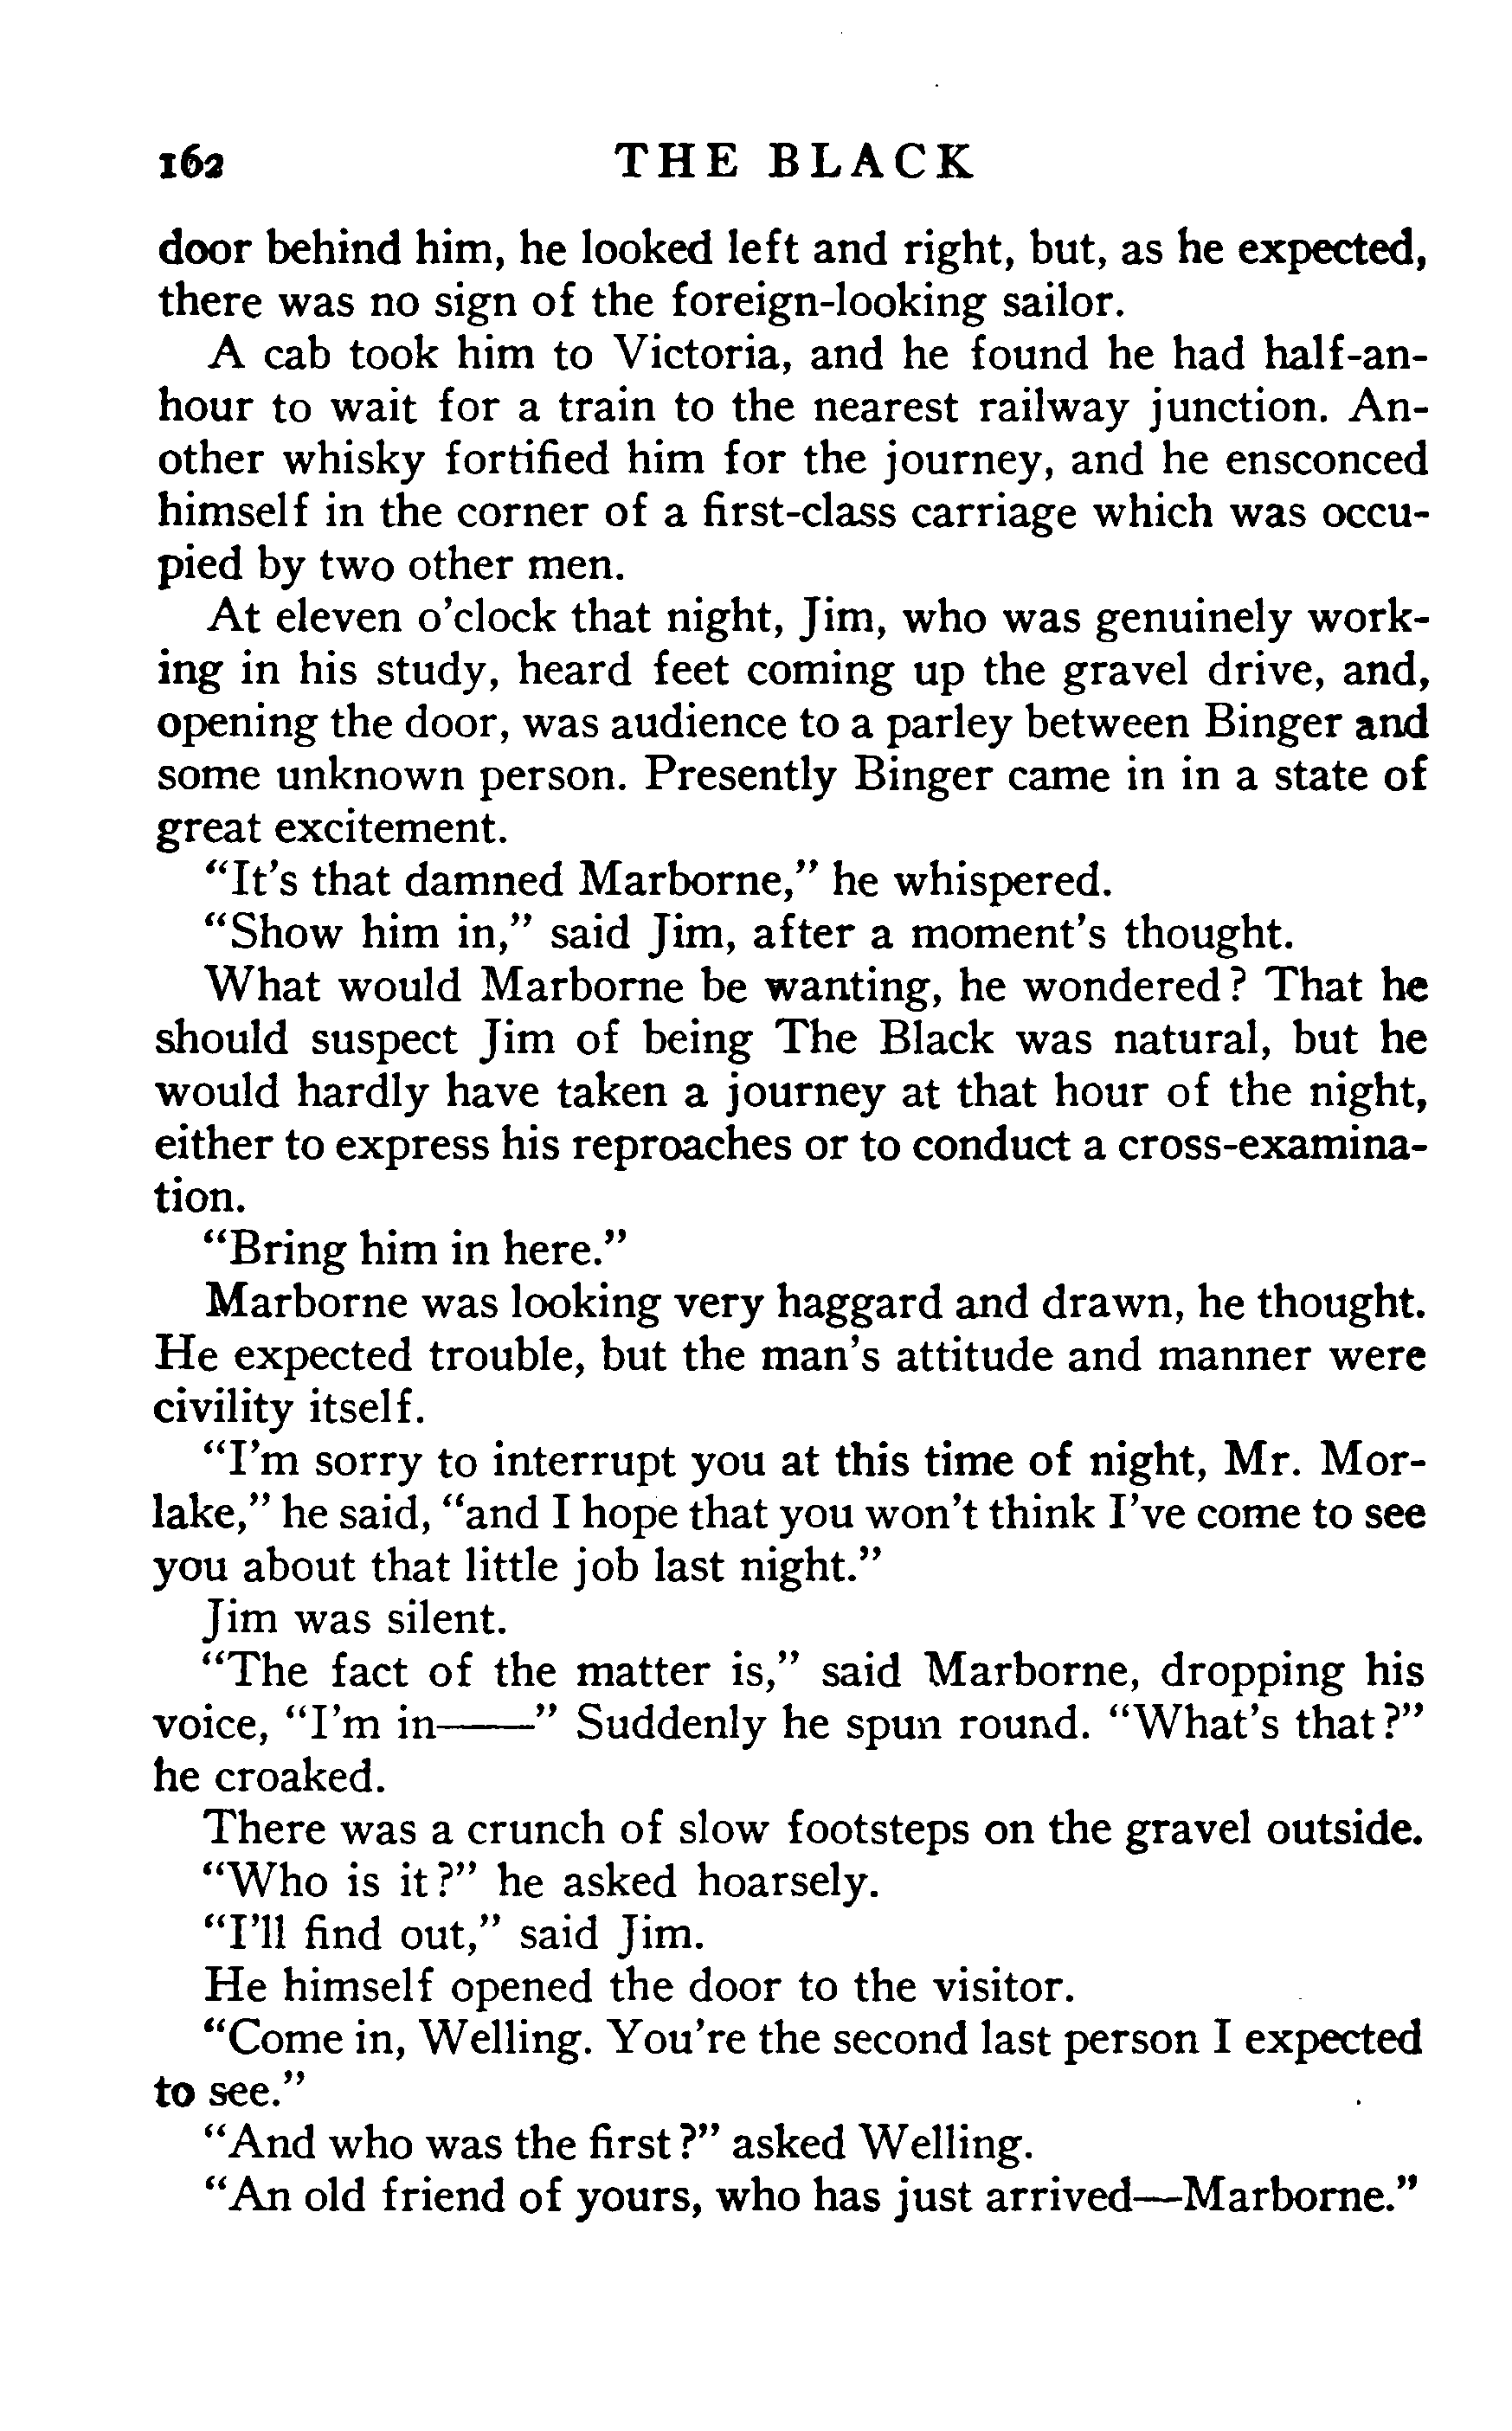 162 THE BLACK
door behind him, he looked left and right, but, as he expected,
there was no sign of the foreign-looking sailor.
A cab took him to Victoria, and he found he had half-an-
hour to wait for a train to the nearest railway junction. An-
other whisky fortified him for the journey, and he ensconced
himself in the corner of a first-class carriage which was occu-
pied by two other men.
At eleven o'clock that night, Jim, who was genuinely work-
ing in his study, heard feet coming up the gravel drive, and,
opening the door, was audience to a parley between Binger and
some unknown person. Presently Binger came in in a state of
great excitement.
"It's that damned Marborne," he whispered.
"Show him in," said Jim, after a moment's thought.
What would Marborne be wanting, he wondered? That he
should suspect Jim of being The Black was natural, but he
would hardly have taken a journey at that hour of the night,
either to express his reproaches or to conduct a cross-examina-
tion.
"Bring him in here."
Marborne was looking very haggard and drawn, he thought.
He expected trouble, but the man's attitude and manner were
civility itself.
"I'm sorry to interrupt you at this time of night, Mr. Mor-
lake," he said, "and I hope that you won't think I've come to see
you about that little job last night."
Jim was silent.
"The fact of the matter is," said Marborne, dropping his
voice, "I'm in——" Suddenly he spun round. "What's that?"
he croaked.
There was a crunch of slow footsteps on the gravel outside.
"Who is it?" he asked hoarsely.
"I'll find out," said Jim.
He himself opened the door to the visitor.
"Come in, Welling. You're the second last person I expected
to see."
"And who was the first?" asked Welling.
"An old friend of yours, who has just arrived—Marborne."